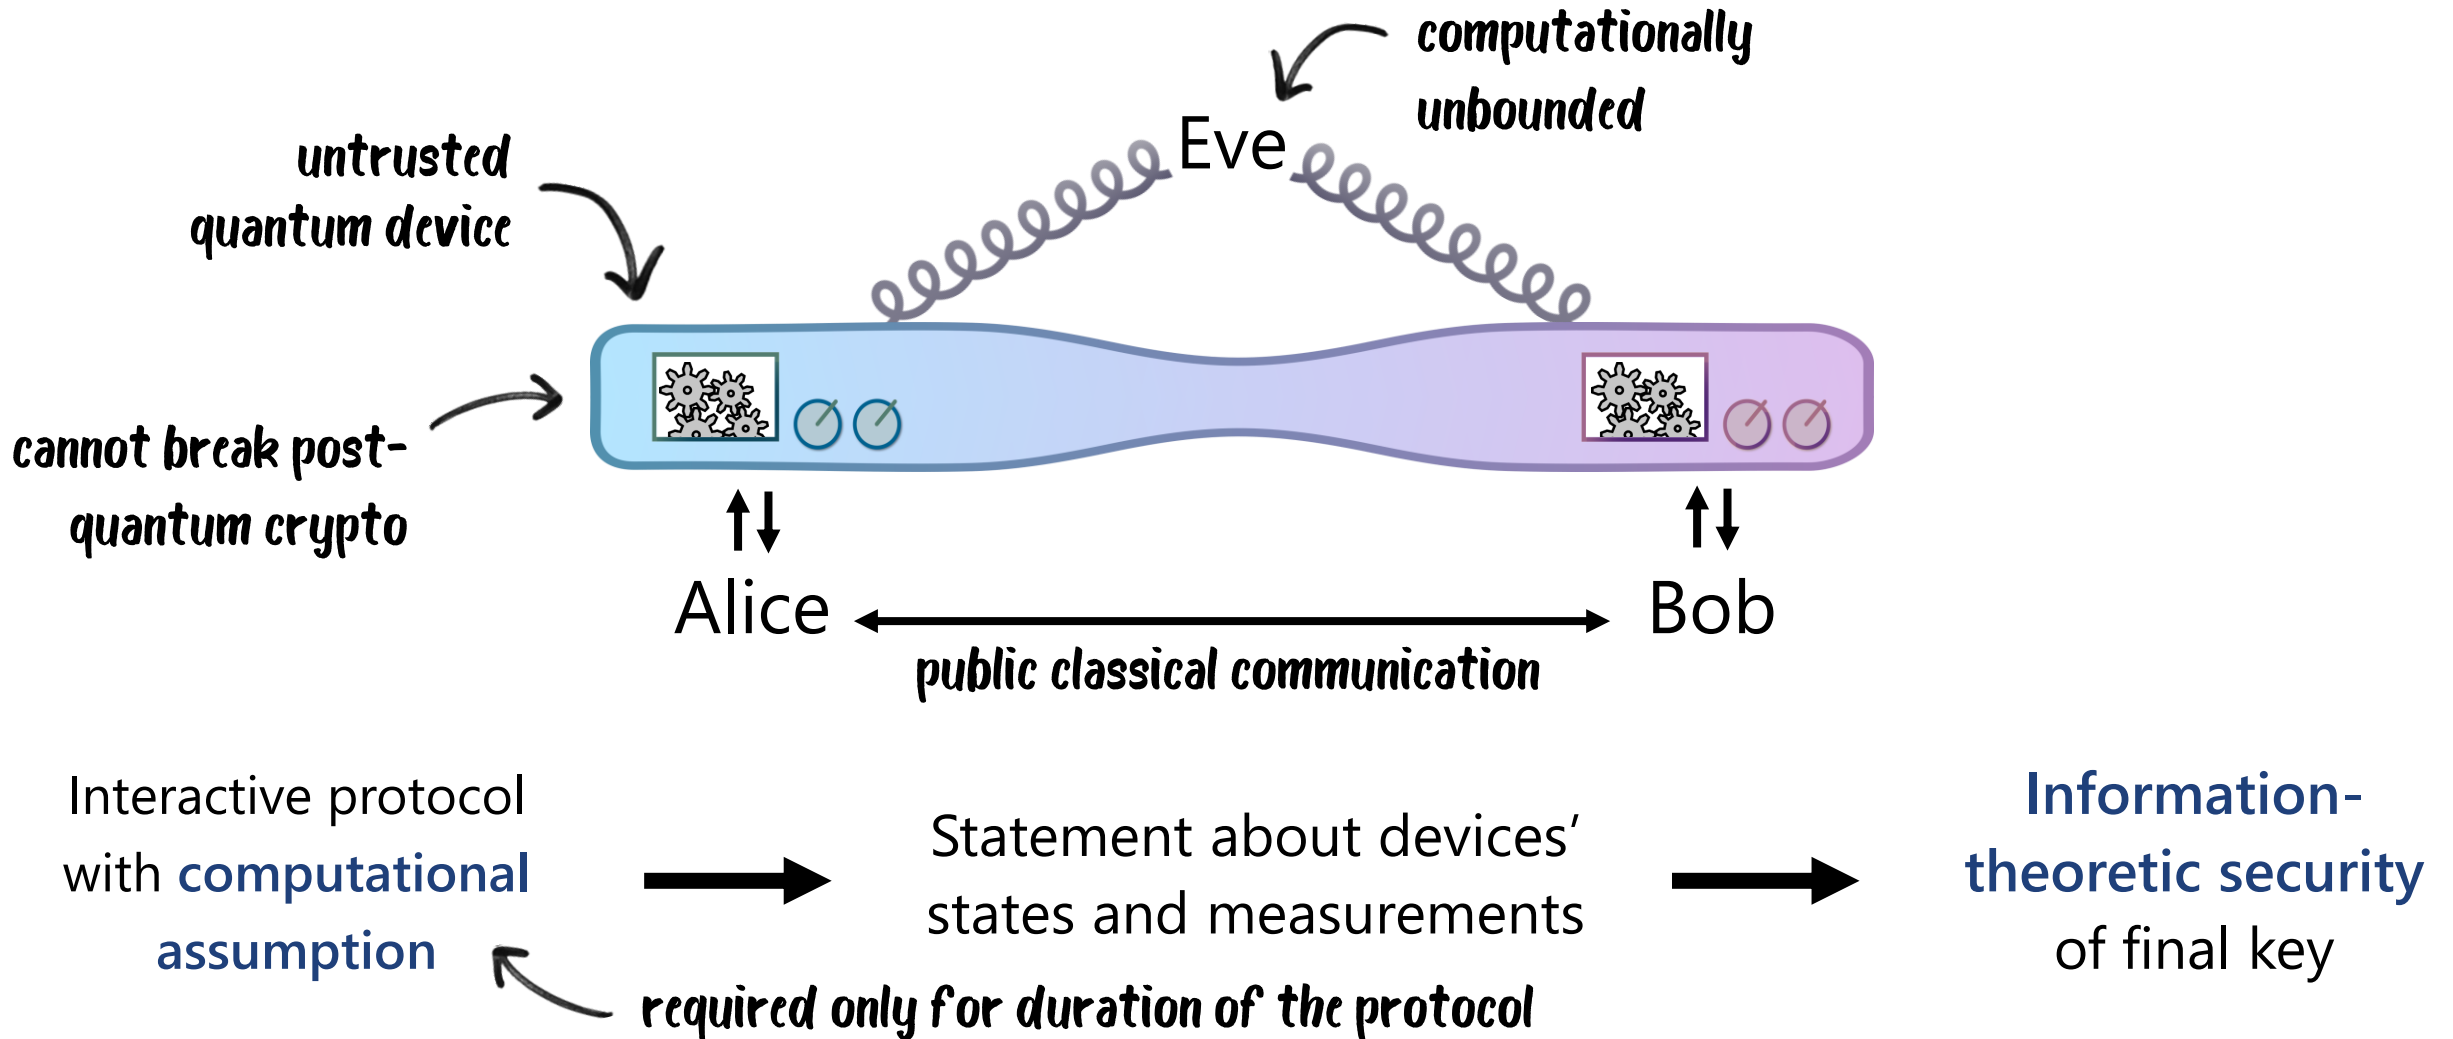 computationally
unbounded
Eve
untrusted
quantum device
cannot break post-
quantum crypto
Alice
Bob
public classical communication
Interactive protocol
with computational
assumption
required only for duration of the protocol
Statement about devices’
states and measurements
Information-
theoretic security
of final key